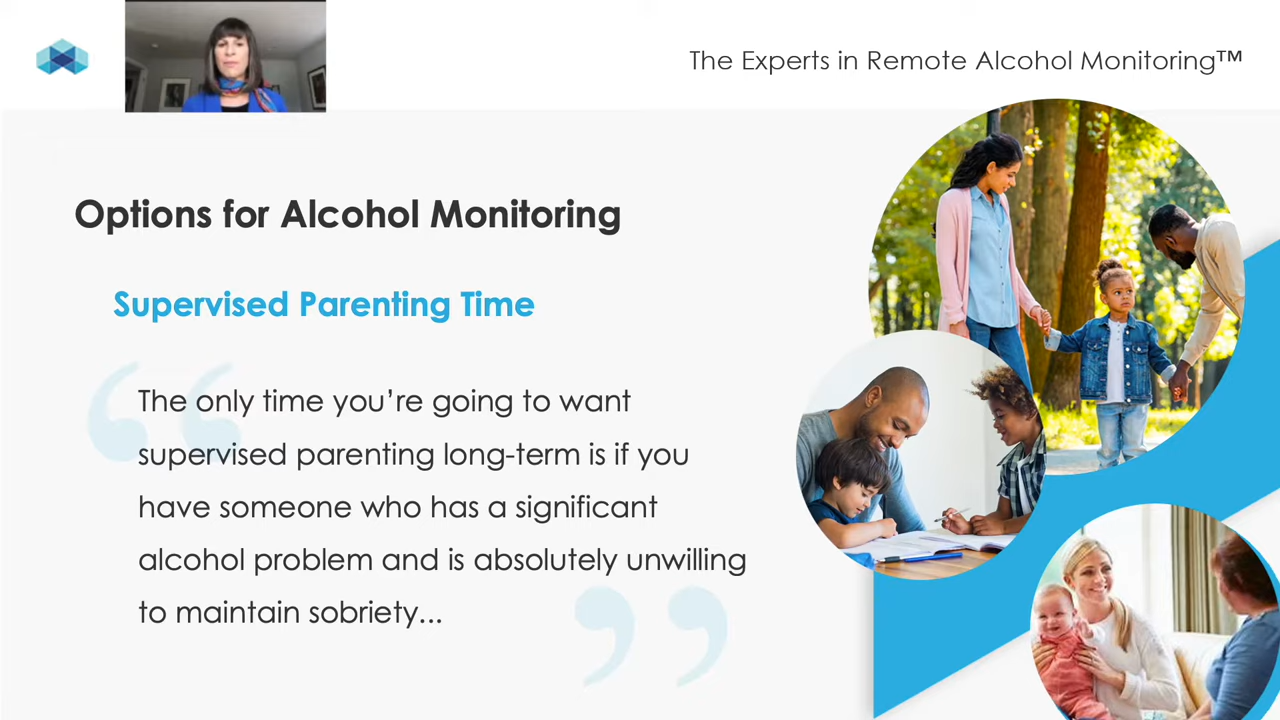 The Experts in Remote Alcohol Monitoring™
Options for Alcohol Monitoring
Supervised Parenting Time
“
The only time you’re going to want
supervised parenting long-term is if you
have someone who has a significant
alcohol problem and is absolutely unwilling
to maintain sobriety...
”